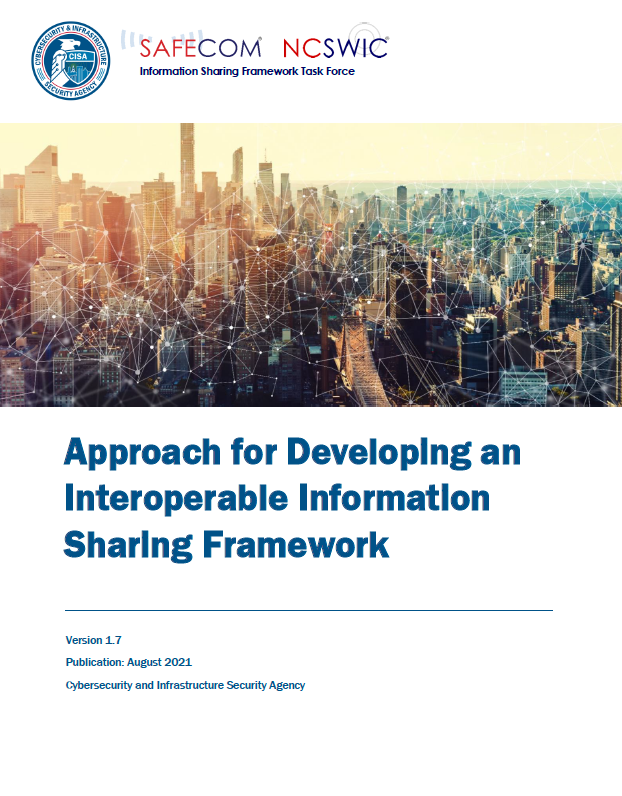 CYBERSECURITY & INFRASTRUCTURE
CISA
SECURITY AGENCY
SAFECOM® NCSWIC®
Information Sharing Framework Task Force
Approach for Developing an
Interoperable Information
Sharing Framework
Version 1.7
Publication: August 2021
Cybersecurity and Infrastructure Security Agency